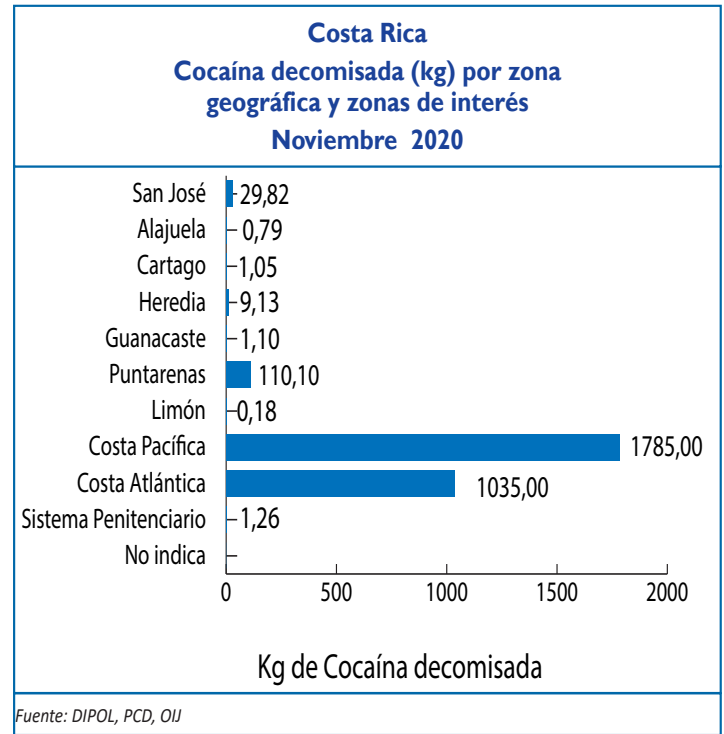 Costa Rica
Cocaína decomisada (kg) por zona
geográfica y zonas de interés
Noviembre 2020
San José 29,82
Alajuela 0,79
Cartago 1,05
Heredia 9,13
Guanacaste 1,10
Puntarenas 110,10
Limón 0,18
Costa Pacífica 1785,00
Costa Atlántica 1035,00
Sistema Penitenciario 1,26
No indica
0 500 1000 1500 2000
Kg de Cocaína decomisada
Fuente: DIPOL, PCD, OIJ